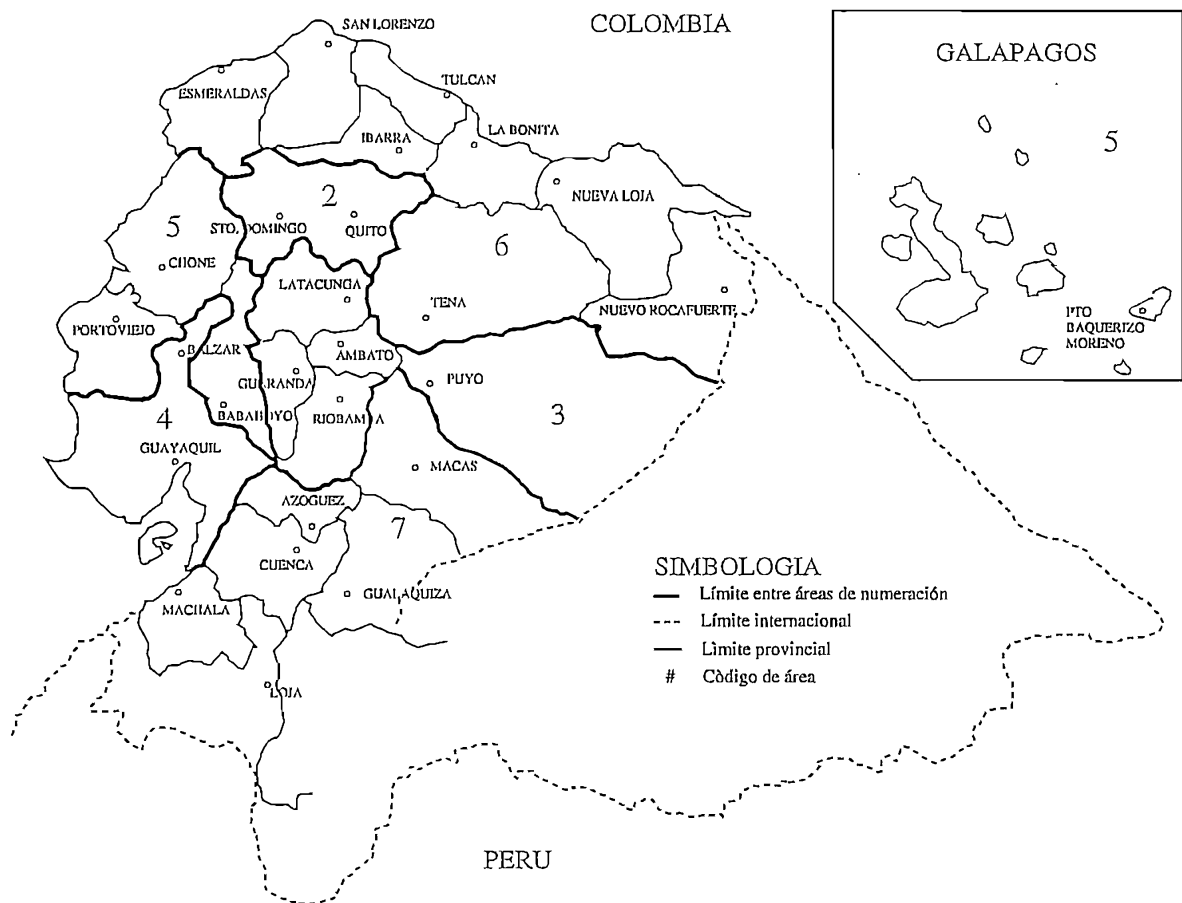 SAN LORENZO
COLOMBIA
GALAPAGOS
ESMERALDAS
TULCAN
IBARRA
LA BONITA
5
2
NUEVA LOJA
5
STO. DOMINGO
QUITO
6
CHONE
LATACUNGA
TENA
NUEVO ROCAFUERTE
PORTOVIEJO
PTO
BAQUERIZO
MORENO
BALZAR
AMBATO
GUARANDA
PUYO
BABAHOYO
RIOBAMBA
3
4
GUAYAQUIL
MACAS
AZOGUEZ
7
CUENCA
GUALAQUIZA
MACHALA
LOJA
SIMBOLOGIA
Límite entre áreas de numeración
Límite internacional
Lìmite provincial
# Còdigo de área
PERU